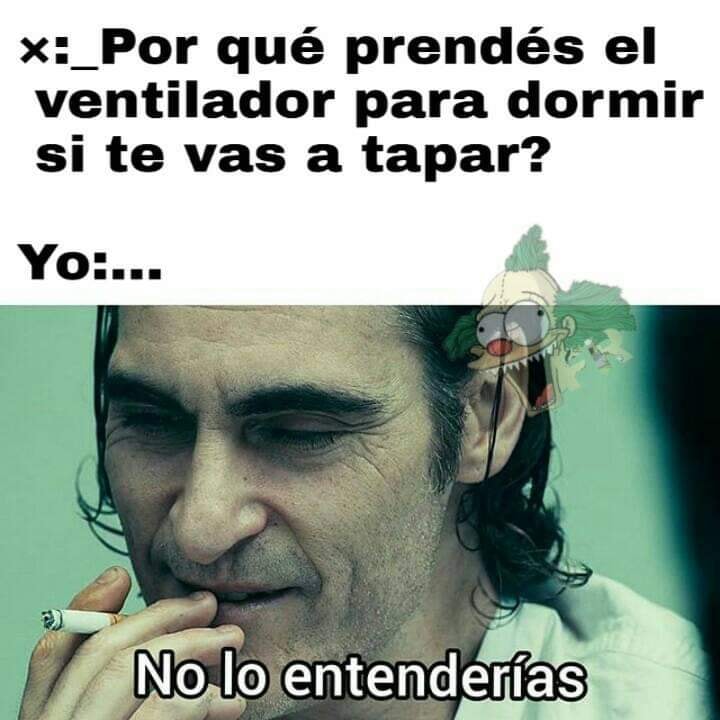 ×:_Por qué prendés el
ventilador para dormir
si te vas a tapar?
Yo:...
No lo entenderías